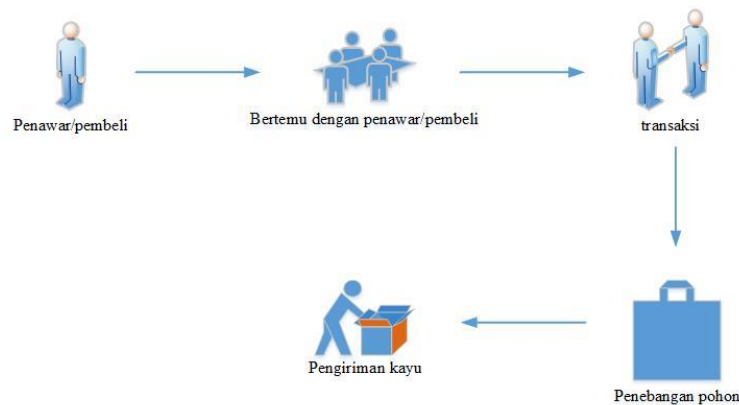 Penawar/pembeli
Bertemu dengan penawar/pembeli
transaksi
Pengiriman kayu
Penebangan pohon